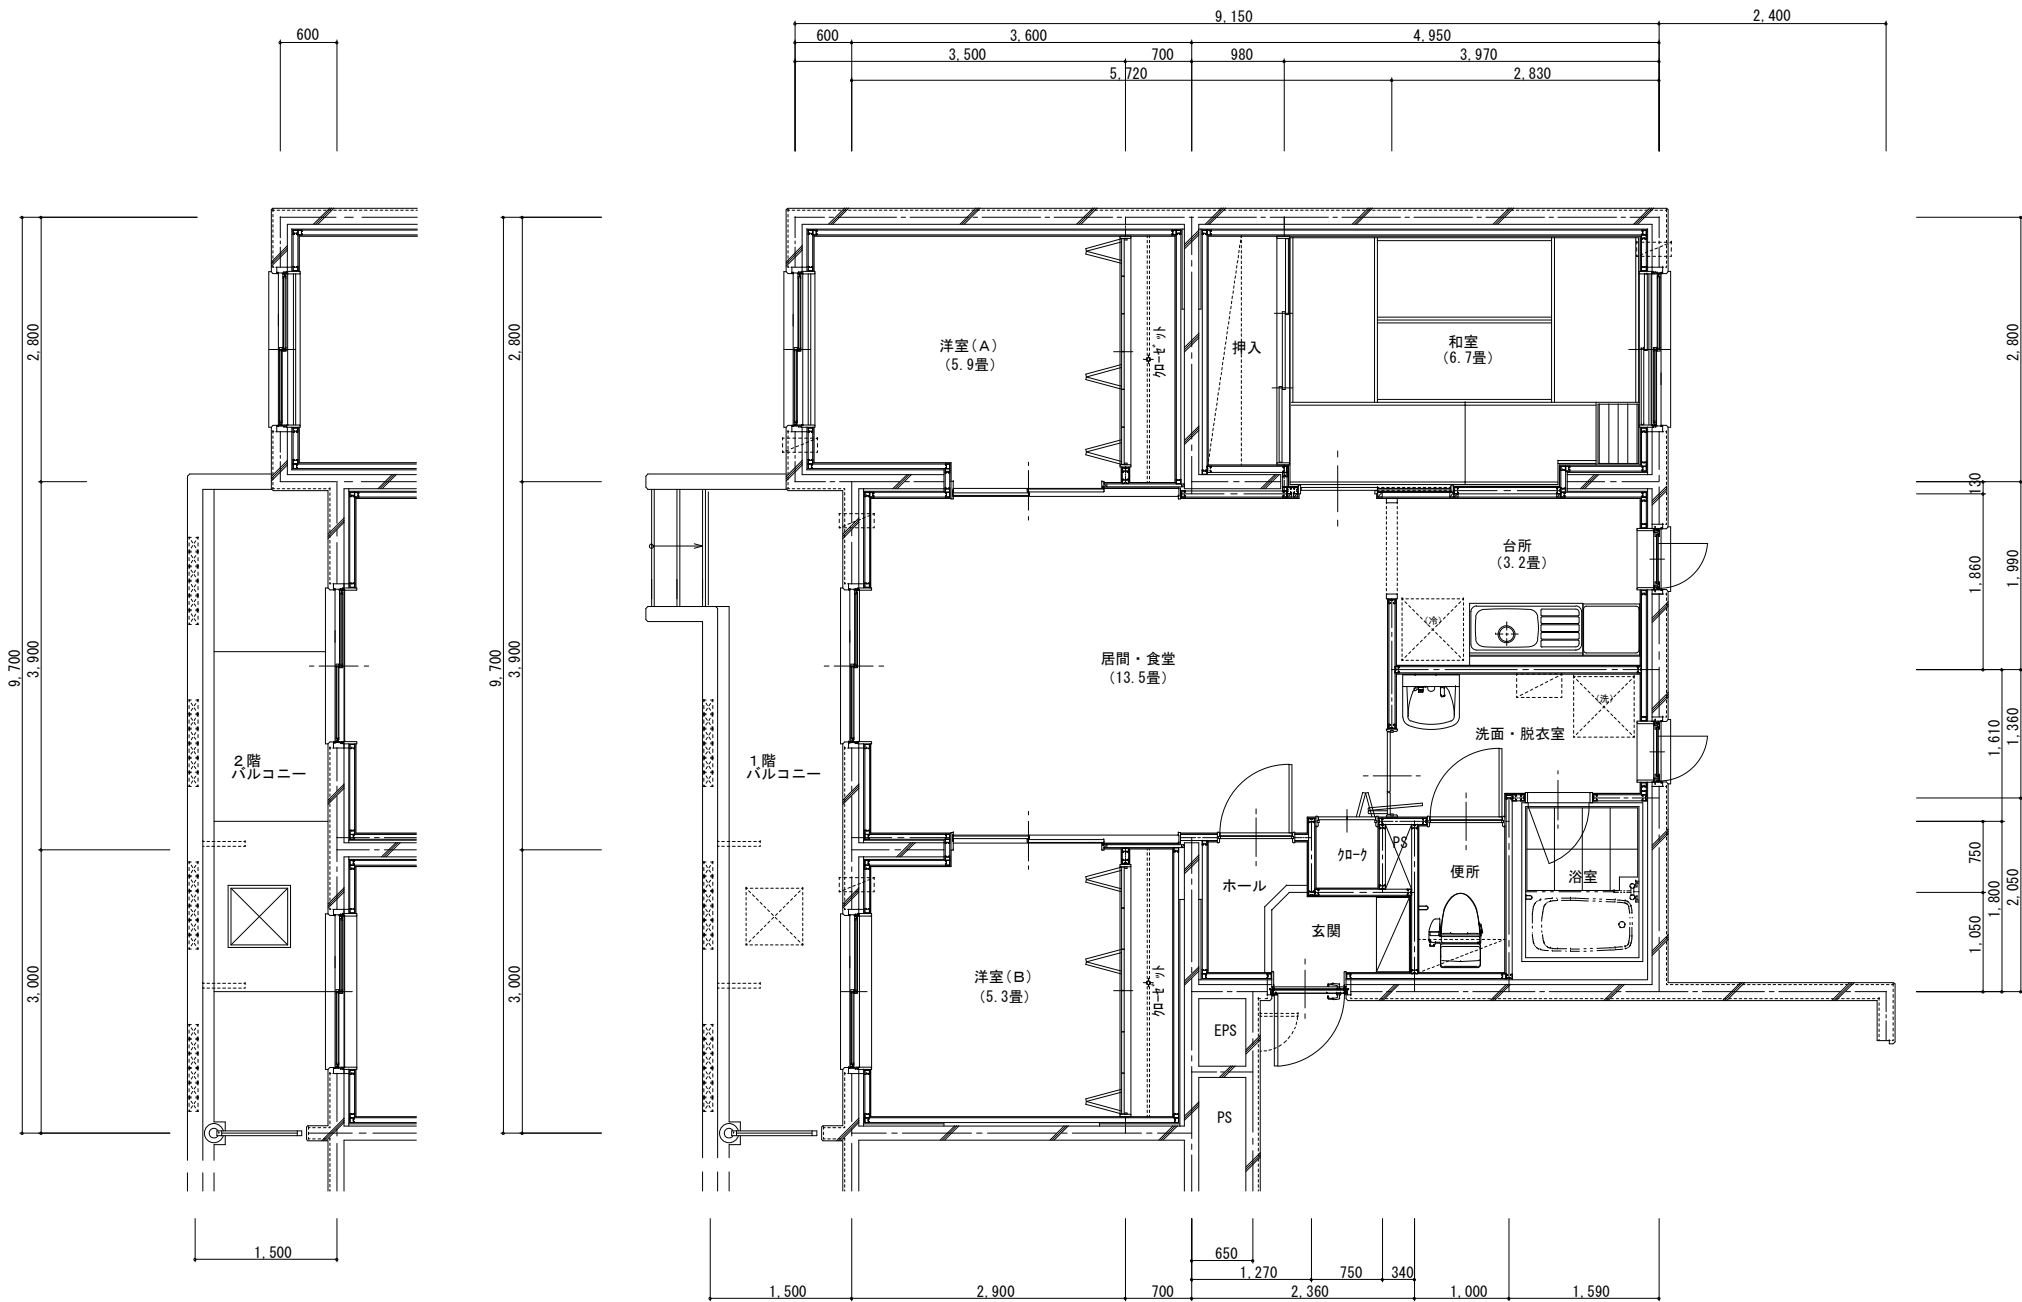 9,150
2,400
600
600
3,600
4,950
3,500
700
980
3,970
5,720
2,830
2,800
2,800
2,800
洋室(A)
(5.9畳)
ｸﾛｰｾﾞｯﾄ
押入
和室
(6.7畳)
130
台所
(3.2畳)
1,860
1,990
(冷)
9,700
3,900
9,700
3,900
居間・食堂
(13.5畳)
(洗)
洗面・脱衣室
1,610
1,360
２階
バルコニー
１階
バルコニー
ｸﾛｰｸ
PS
便所
浴室
ホール
750
1,800
2,050
玄関
1,050
3,000
3,000
洋室(B)
(5.3畳)
ｸﾛｰｾﾞｯﾄ
EPS
PS
1,500
650
1,270
750
340
1,500
2,900
700
2,360
1,000
1,590